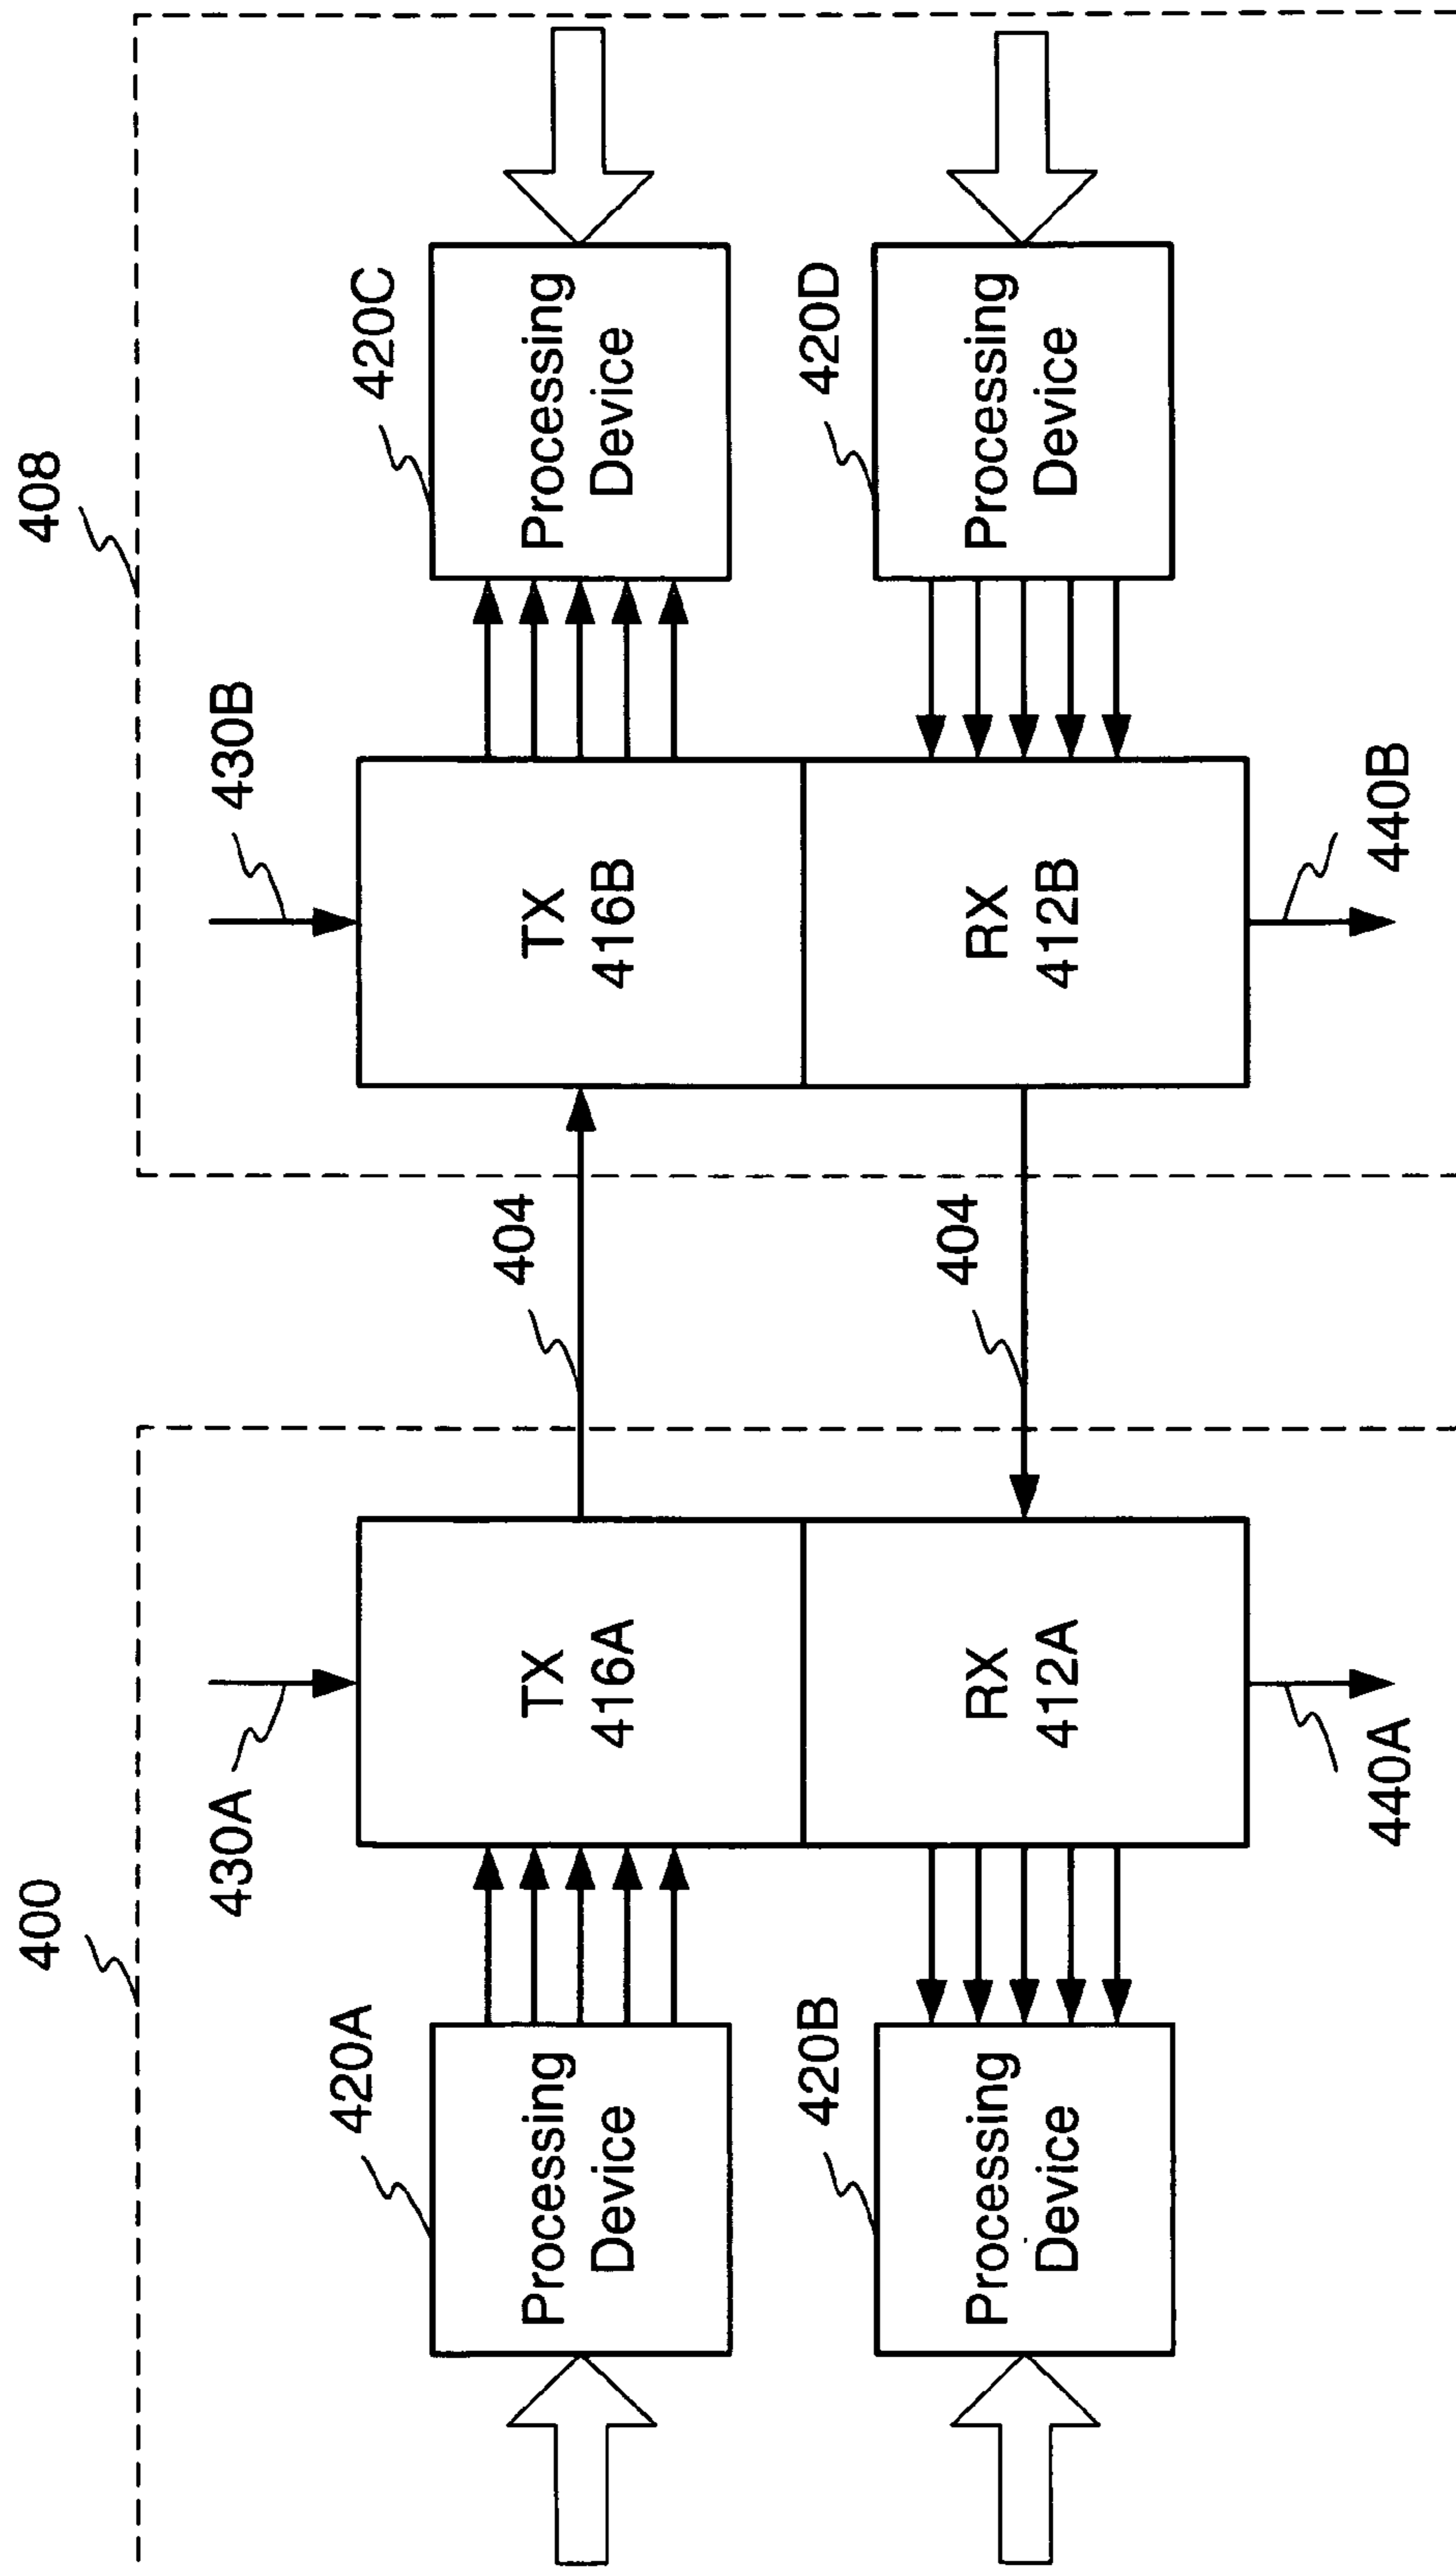 400
408
430A
430B
420A
Processing
Device
TX
416A
404
TX
416B
420C
Processing
Device
420B
Processing
Device
RX
412A
404
RX
412B
420D
Processing
Device
440A
440B